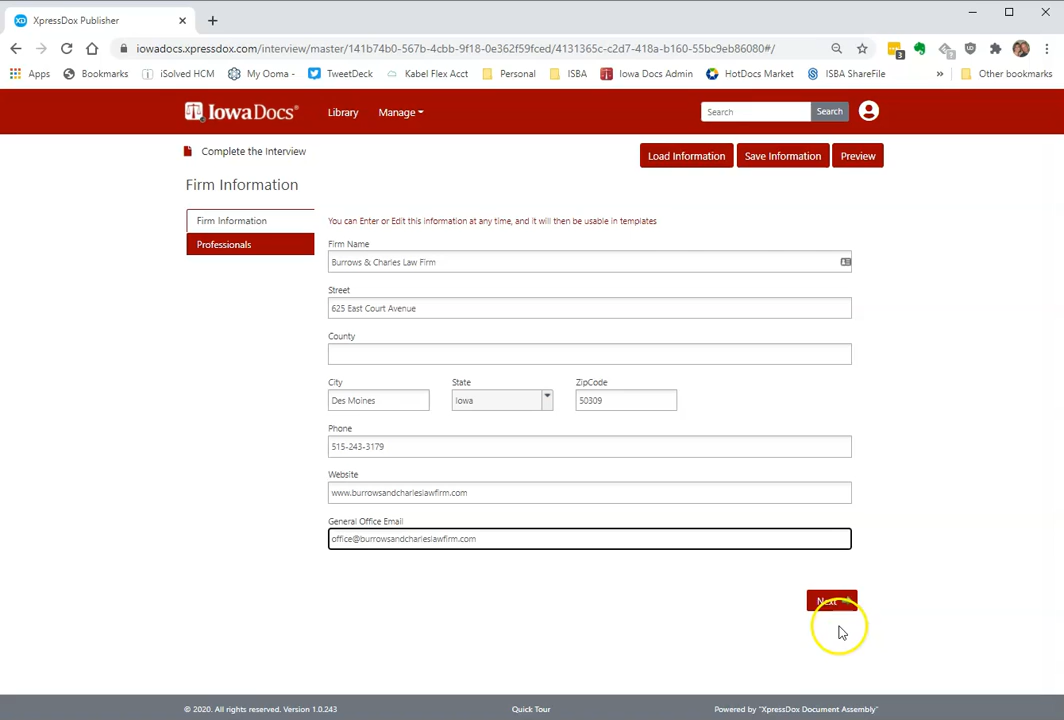 XpressDox Publisher
iowadocs.xpressdox.com/interview/master/141b74b0-567b-4cbb-9f18-0e362f59fced/4131365c-c2d7-418a-b160-55bc9eb86080#/
3
7
Apps Bookmarks iSolved HCM My Ooma - TweetDeck Kabel Flex Acct Personal ISBA Iowa Docs Admin HotDocs Market ISBA ShareFile » Other bookmarks
IowaDocs® Library Manage Search Search
Complete the Interview Load Information Save Information Preview
Firm Information
Firm Information
Professionals
You can Enter or Edit this information at any time, and it will then be usable in templates
Firm Name
Burrows & Charles Law Firm
Street
625 East Court Avenue
County
City State ZipCode
Des Moines Iowa 50309
Phone
515-243-3179
Website
www.burrowsandcharleslawfirm.com
General Office Email
office@burrowsandcharleslawfirm.com
Next
© 2020. All rights reserved. Version 1.0.243 Quick Tour Powered by "XpressDox Document Assembly"